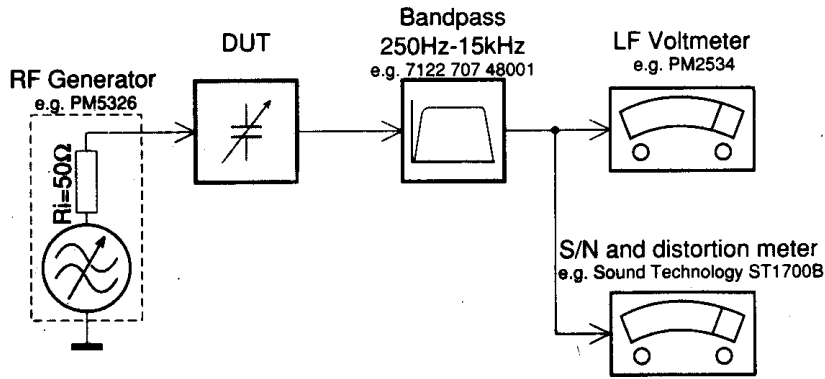 RF Generator
e.g. PM5326
Ri=50Ω
DUT
Bandpass
250Hz-15kHz
e.g. 7122 707 48001
LF Voltmeter
e.g. PM2534
S/N and distortion meter
e.g. Sound Technology ST1700B